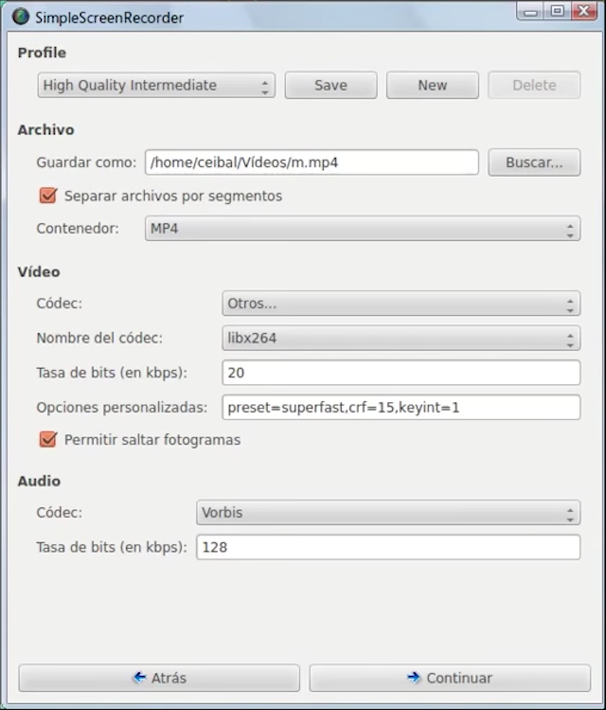 SimpleScreenRecorder
Profile
High Quality Intermediate Save New Delete
Archivo
Guardar como: /home/ceibal/Vídeos/m.mp4 Buscar...
Separar archivos por segmentos
Contenedor: MP4
Vídeo
Códec: Otros...
Nombre del códec: libx264
Tasa de bits (en kbps): 20
Opciones personalizadas: preset=superfast,crf=15,keyint=1
Permitir saltar fotogramas
Audio
Códec: Vorbis
Tasa de bits (en kbps): 128
Atrás Continuar